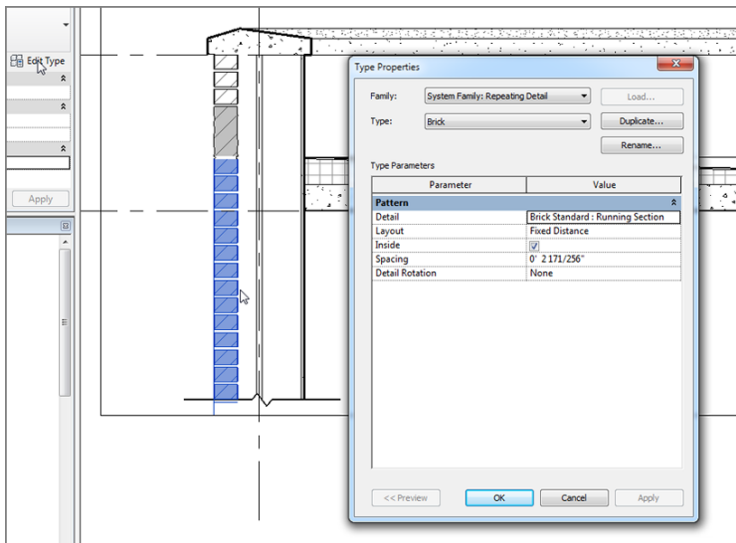 Edit Type
Apply
Type Properties
Family: System Family: Repeating Detail Load...
Type: Brick Duplicate...
Rename...
Type Parameters
Parameter Value
Pattern
Detail Brick Standard : Running Section
Layout Fixed Distance
Inside
Spacing 0' 2 171/256"
Detail Rotation None
<< Preview OK Cancel Apply